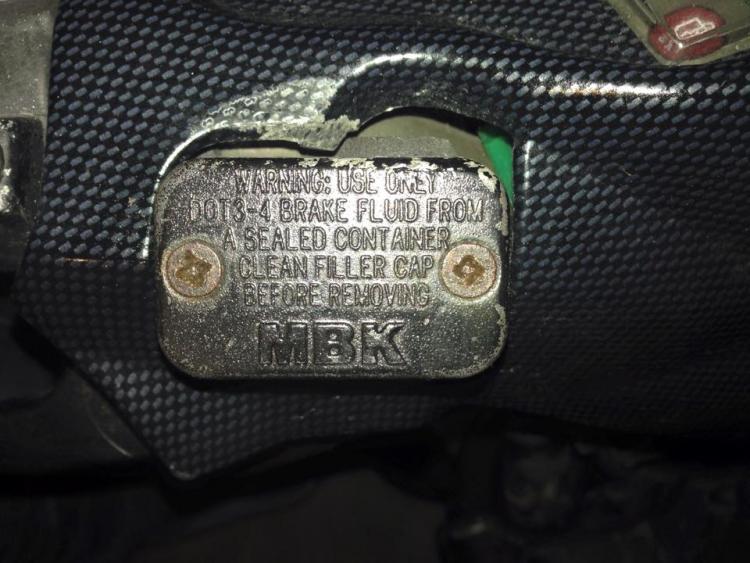 WARNING: USE ONLY
DOT3-4 BRAKE FLUID FROM
A SEALED CONTAINER
CLEAN FILLER CAP
BEFORE REMOVING
MBK